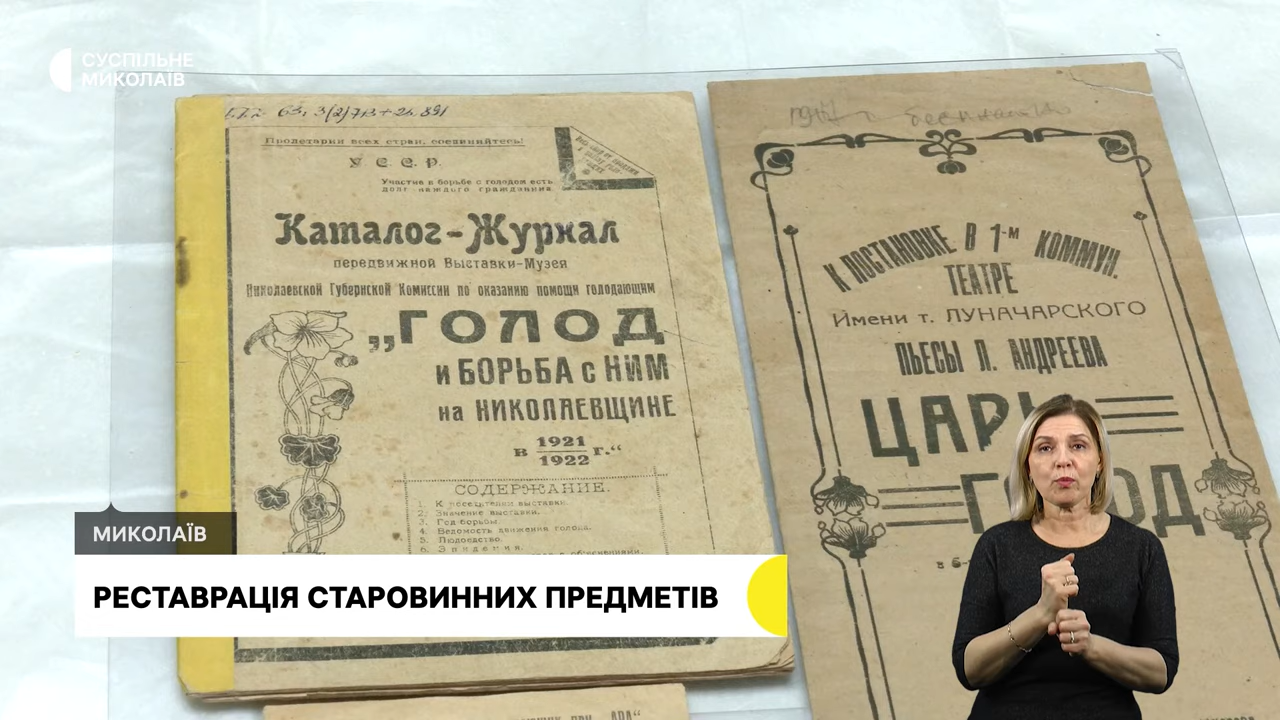 СУСПІЛЬНЕ
МИКОЛАЇВ
Пролетарии всех стран, соединяйтесь!
У С С Р.
Участие в борьбе с голодом есть
долг каждого гражданина
Каталог-Журнал
передвижной Выставки-Музея
Николаевской Губернской Комиссии по оказанию помощи голодающим
„ГОЛОД
и БОРЬБА с НИМ
на НИКОЛАЕВЩИНЕ
в 1921
1922 г.“
СОДЕРЖАНИЕ.
1. К посетителям выставки.
2. Значение выставки.
3. Год борьбы.
4. Ведомость движения голода.
5. Людоедство.
6. Эпидемия.
К ПОСТАНОВКЕ В 1-м КОММУН.
ТЕАТРЕ
Имени т. ЛУНАЧАРСКОГО
ПЬЕСЫ Л. АНДРЕЕВА
ЦАРЬ
ГОЛОД
МИКОЛАЇВ
РЕСТАВРАЦІЯ СТАРОВИННИХ ПРЕДМЕТІВ